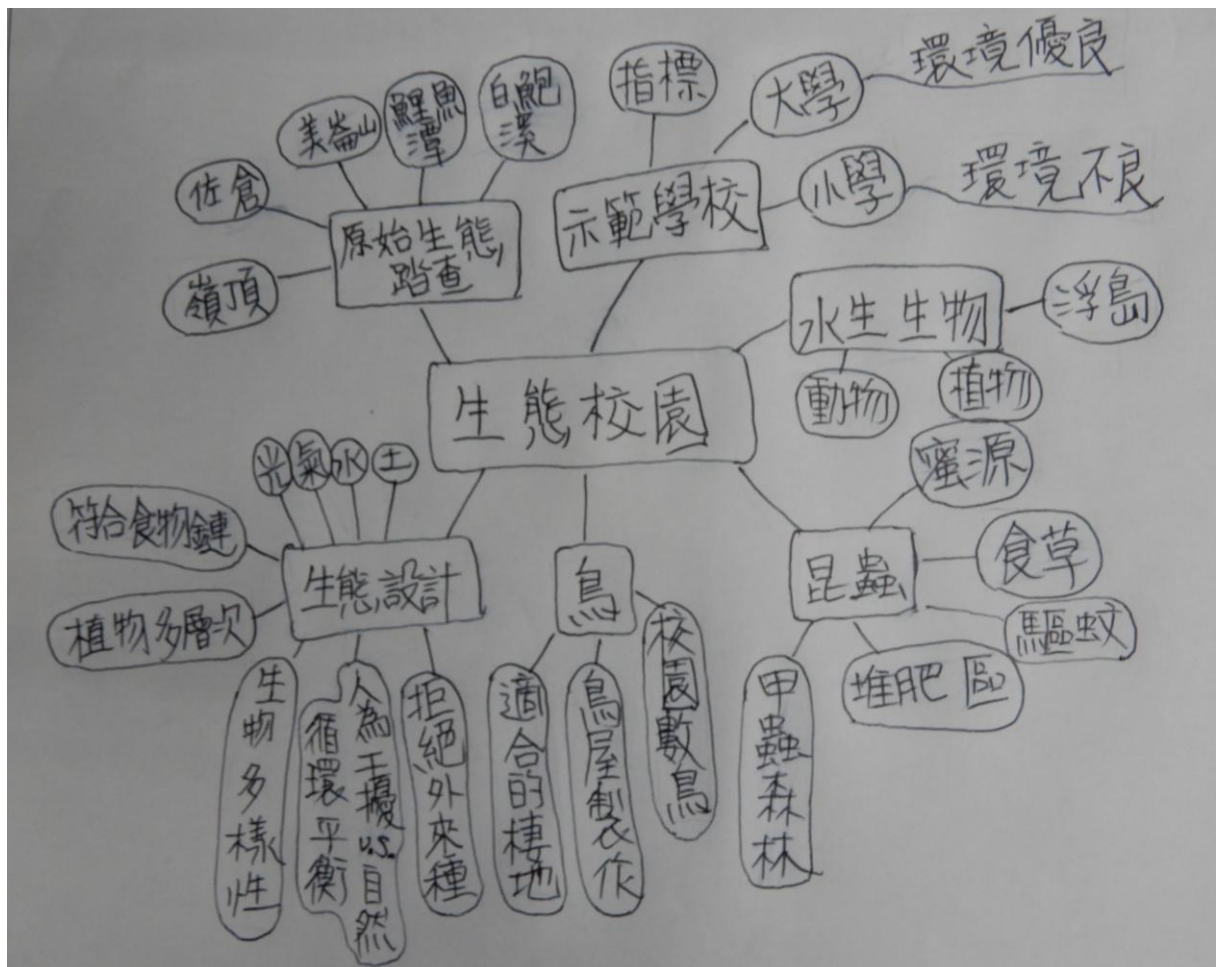 指標
大學
環境優良
白鮑溪
鯉魚潭
美崙山
佐倉
嶺頂
原始生態踏查
示範學校
小學
環境不良
水生生物
浮島
動物
植物
生態校園
光
氣
水
土
符合食物鏈
植物多層次
生態設計
生物多樣性
人為干擾v.s.自然循環平衡
拒絕外來種
鳥
適合的棲地
鳥屋製作
校園數鳥
昆蟲
蜜源
食草
驅蚊
堆肥區
甲蟲森林